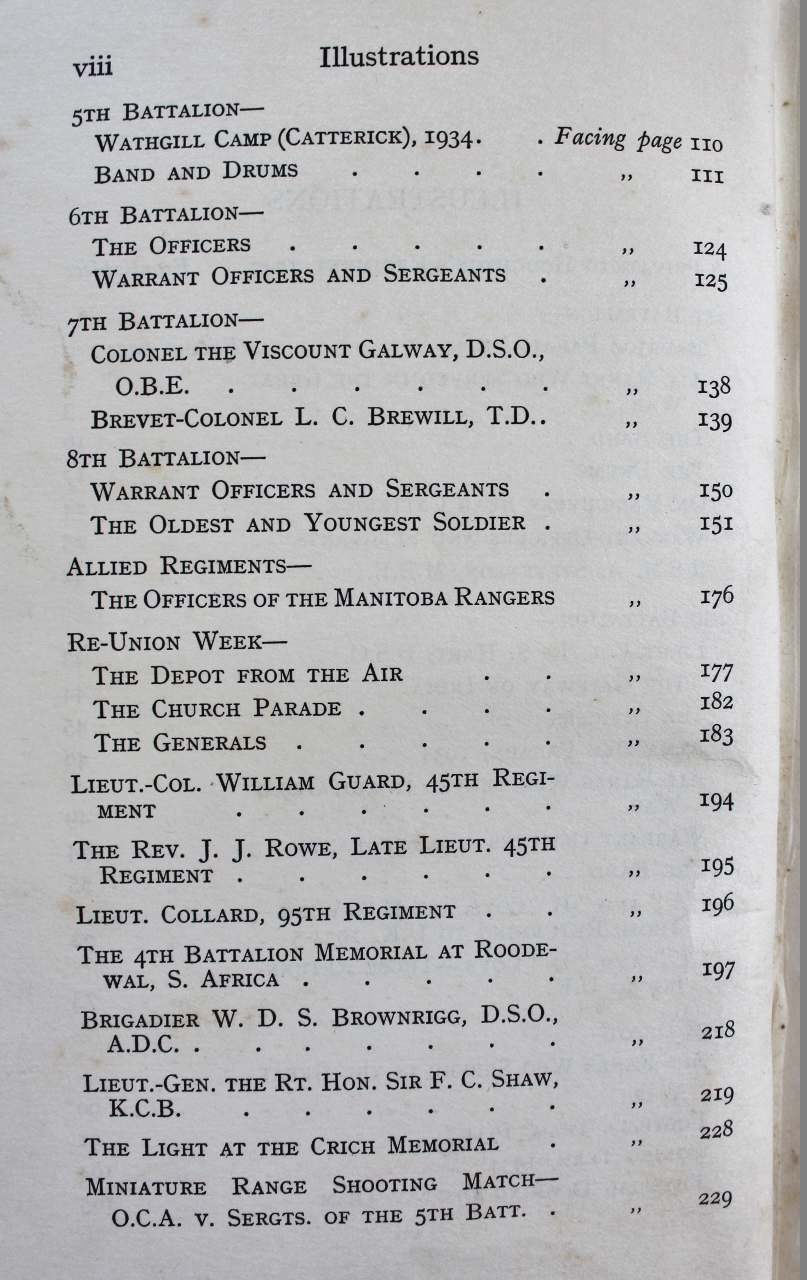 viii Illustrations
5TH BATTALION—
WATHGILL CAMP (CATTERICK), 1934. . Facing page 110
BAND AND DRUMS . . . . ,, 111
6TH BATTALION—
THE OFFICERS . . . . . ,, 124
WARRANT OFFICERS AND SERGEANTS . ,, 125
7TH BATTALION—
COLONEL THE VISCOUNT GALWAY, D.S.O.,
O.B.E. . . . . . . ,, 138
BREVET-COLONEL L. C. BREWILL, T.D.. ,, 139
8TH BATTALION—
WARRANT OFFICERS AND SERGEANTS . ,, 150
THE OLDEST AND YOUNGEST SOLDIER . ,, 151
ALLIED REGIMENTS—
THE OFFICERS OF THE MANITOBA RANGERS ,, 176
RE-UNION WEEK—
THE DEPOT FROM THE AIR . . ,, 177
THE CHURCH PARADE . . . . ,, 182
THE GENERALS . . . . . ,, 183
LIEUT.-COL. WILLIAM GUARD, 45TH REGI-
MENT . . . . . . ,, 194
THE REV. J. J. ROWE, LATE LIEUT. 45TH
REGIMENT . . . . . . ,, 195
LIEUT. COLLARD, 95TH REGIMENT . . ,, 196
THE 4TH BATTALION MEMORIAL AT ROODE-
WAL, S. AFRICA . . . . . ,, 197
BRIGADIER W. D. S. BROWNRIGG, D.S.O.,
A.D.C. . . . . . . . ,, 218
LIEUT.-GEN. THE RT. HON. SIR F. C. SHAW,
K.C.B. . . . . . . ,, 219
THE LIGHT AT THE CRICH MEMORIAL . ,, 228
MINIATURE RANGE SHOOTING MATCH—
O.C.A. v. SERGTS. OF THE 5TH BATT. . ,, 229